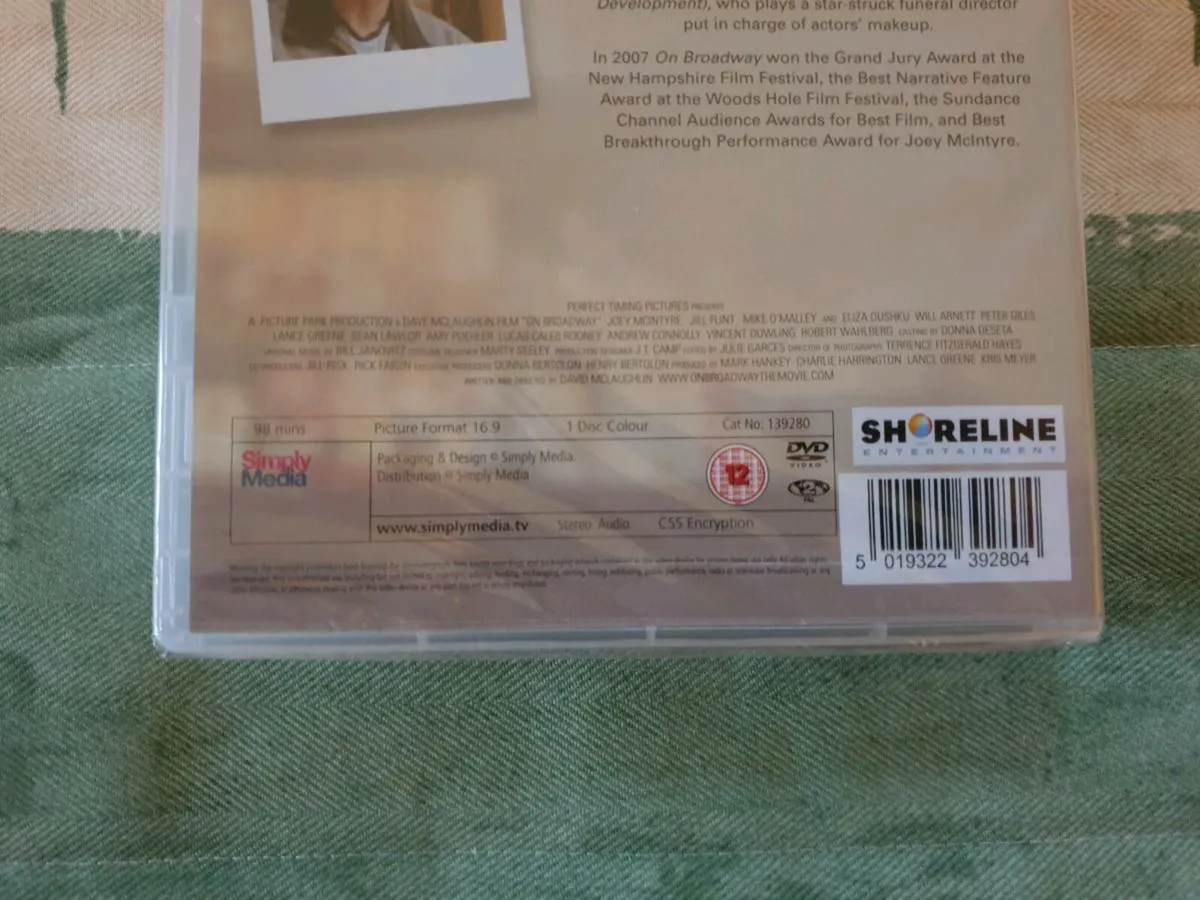 Development), who plays a star-struck funeral director
put in charge of actors' makeup.
In 2007 On Broadway won the Grand Jury Award at the
New Hampshire Film Festival, the Best Narrative Feature
Award at the Woods Hole Film Festival, the Sundance
Channel Audience Awards for Best Film, and Best
Breakthrough Performance Award for Joey McIntyre.
PERFECT TIMING PICTURES PRESENTS
A PICTURE PARK PRODUCTION A DAVE MCLAUGHLIN FILM "ON BROADWAY" JOEY MCINTYRE JILL FLINT MIKE O'MALLEY AND ELIZA DUSHKU WILL ARNETT PETER GILES
LANCE GREENE SEAN LAWLOR AMY POEHLER LUCAS CALEB ROONEY ANDREW CONNOLLY VINCENT DOWLING ROBERT WAHLBERG CASTING BY DONNA DESETA
ORIGINAL MUSIC BY BILL JANOVITZ COSTUME DESIGNER MARTY SEELEY PRODUCTION DESIGNER J.T. CAMP EDITED BY JULIE GARCES DIRECTOR OF PHOTOGRAPHY TERRENCE FITZGERALD HAYES
CO-PRODUCERS JILL FISK RICK FAIGIN EXECUTIVE PRODUCERS DONNA BERTOLON HENRY BERTOLON PRODUCED BY MARK HANKEY CHARLIE HARRINGTON LANCE GREENE KRIS MEYER
WRITTEN AND DIRECTED BY DAVID MCLAUGHLIN WWW.ONBROADWAYTHEMOVIE.COM
98 mins Picture Format 16:9 1 Disc Colour Cat No: 139280
Simply
Media
Packaging & Design © Simply Media.
Distribution © Simply Media
12
DVD
VIDEO
2
PAL
www.simplymedia.tv Stereo Audio CSS Encryption
SHORELINE
ENTERTAINMENT
5 019322 392804